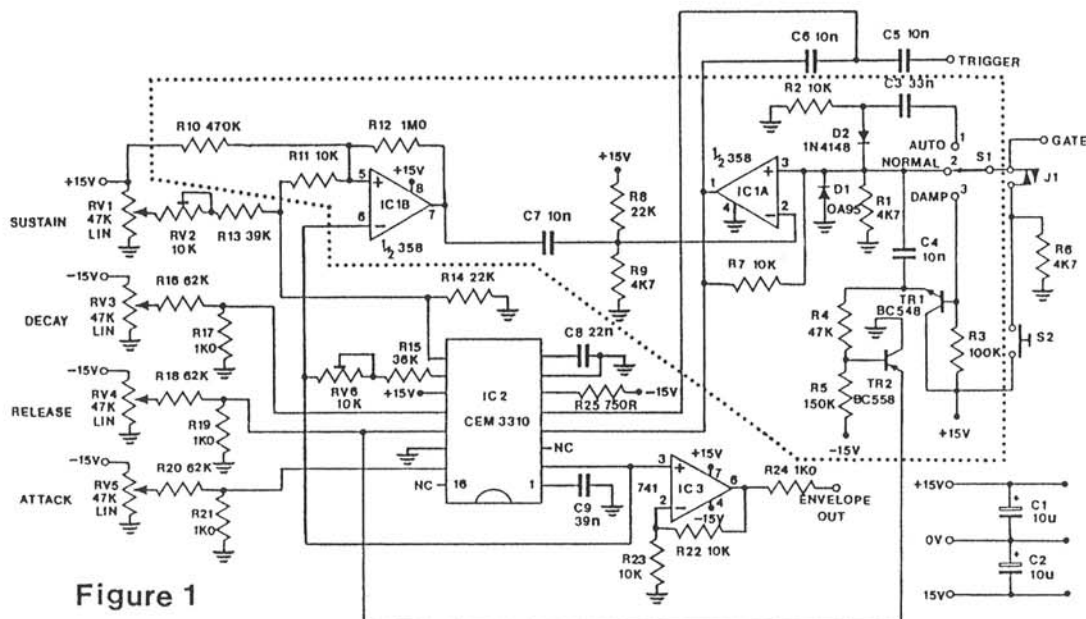 C6 10n
C5 10n
TRIGGER
R2 10K
C3 33n
R10 470K
R12 1M0
R11 10K
+15V
8
5
+
IC1B
7
6
−
½ 358
D2
1N4148
AUTO
1
GATE
½ 358
3
+
1
IC1A
4
2
−
NORMAL
2
S1
J1
D1
OA95
R1
4K7
DAMP
3
+15V
RV1
47K
LIN
SUSTAIN
RV2
10K
R13 39K
C7 10n
R8
22K
R9
4K7
R7 10K
C4
10n
R6
4K7
TR1
BC548
R4
47K
R3
100K
S2
TR2
BC558
R5
150K
−15V
+15V
−15V
R16 62K
RV3
47K
LIN
DECAY
R17
1K0
R14 22K
C8 22n
R15
36K
RV6
10K
+15V
IC2
CEM 3310
R25 750R
−15V
−15V
R18 62K
RV4
47K
LIN
RELEASE
R19
1K0
NC
−15V
R20 62K
RV5
47K
LIN
ATTACK
R21
1K0
NC
16
1
C9
39n
+15V
3
+
7
741
IC3
6
2
−
4
−15V
R24 1K0
ENVELOPE
OUT
R22 10K
R23
10K
+15V
+
C1
10u
0V
+
C2
10u
15V
Figure 1